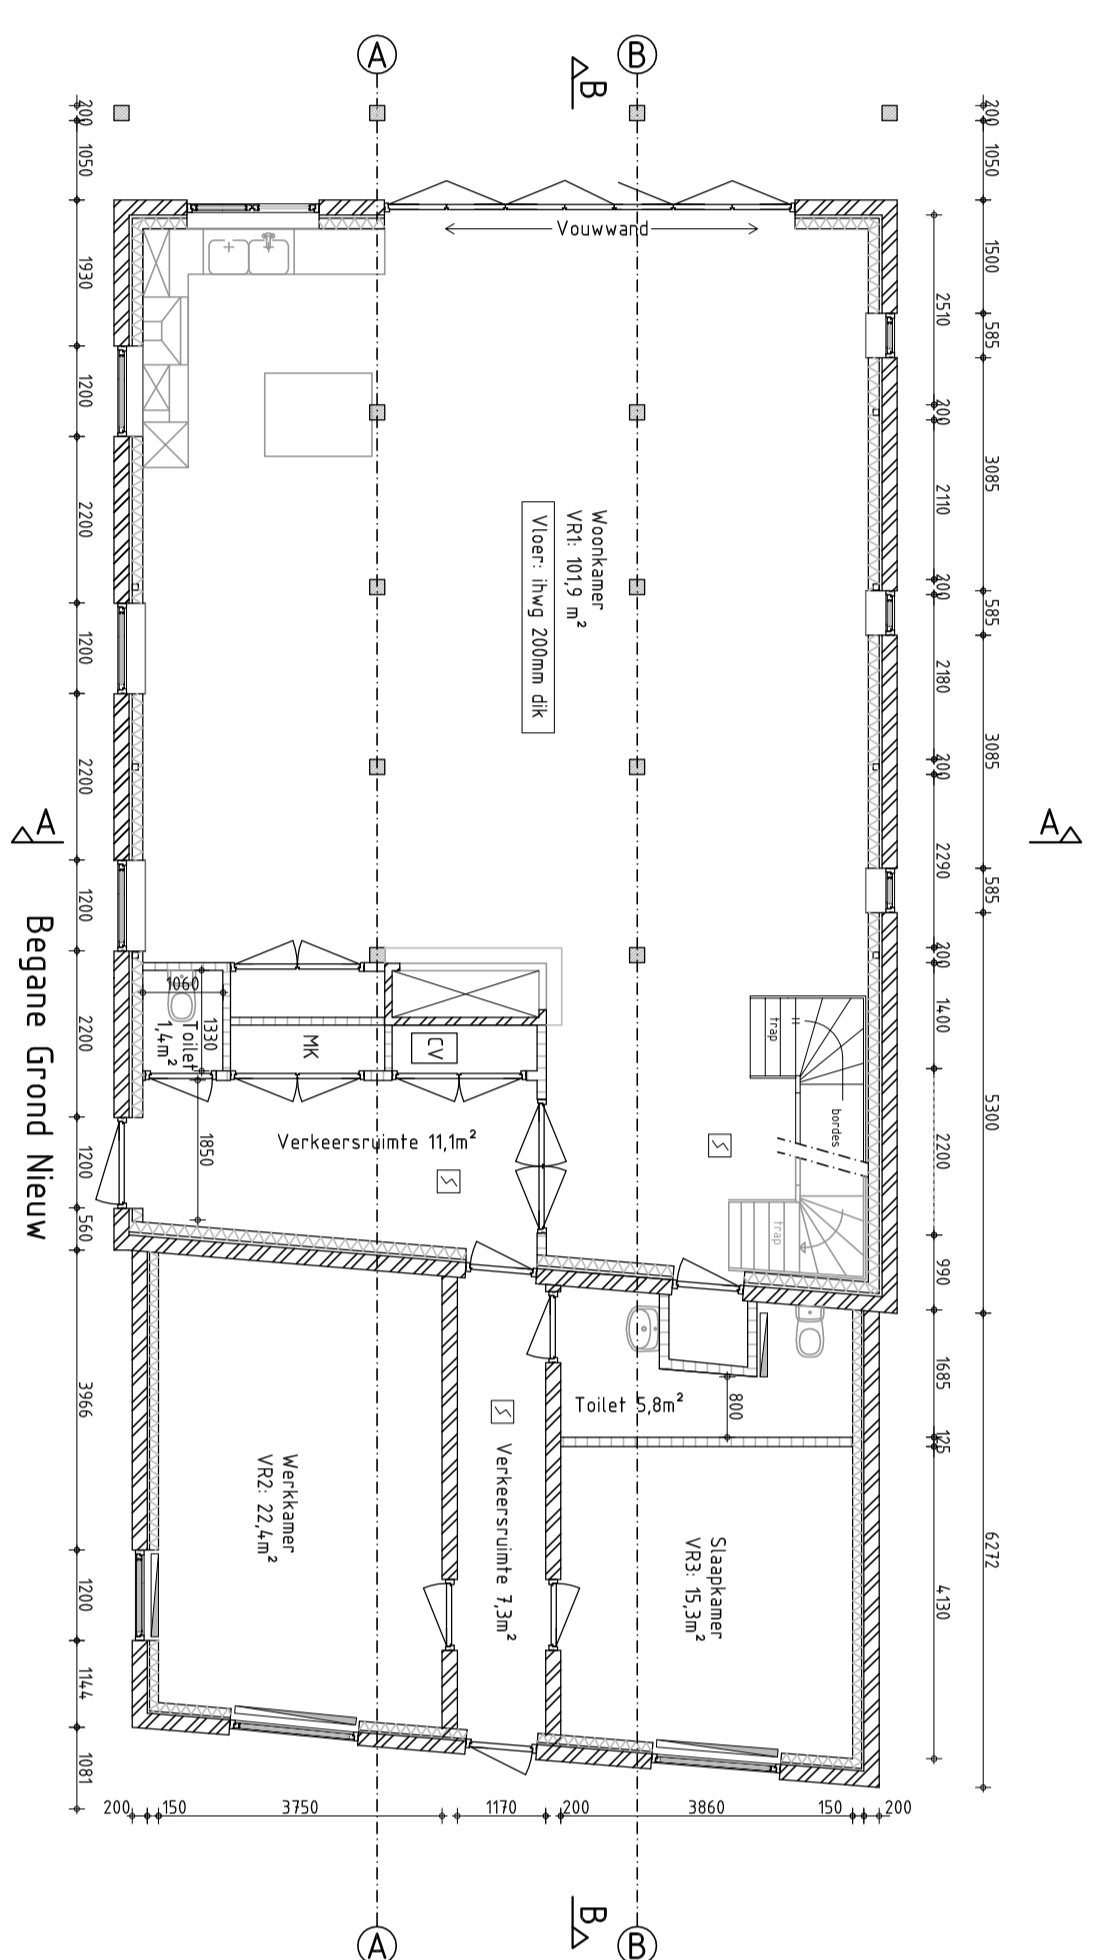 A
B
B
200
1050
1930
1200
2200
1200
2200
1200
2200
1200
560
3966
1200
1144
1081
200
1050
1500
585
3085
585
3085
585
5300
6272
2510
200
2110
200
2180
200
2290
200
1400
2200
990
1685
125
4130
Vouwward
Woonkamer
VR1: 101,9 m²
Vloer: ihwg 200mm dik
A
A
Begane Grond Nieuw
1060
1330
Toilet
1,4m²
MK
CV
1850
Verkeersruimte 11,1m²
trap
bordes
trap
Toilet 5,8m²
800
Verkeersruimte 7,3m²
Werkkamer
VR2: 22,4m²
Slaapkamer
VR3: 15,3m²
200
150
3750
1170
200
3860
150
200
A
B
B